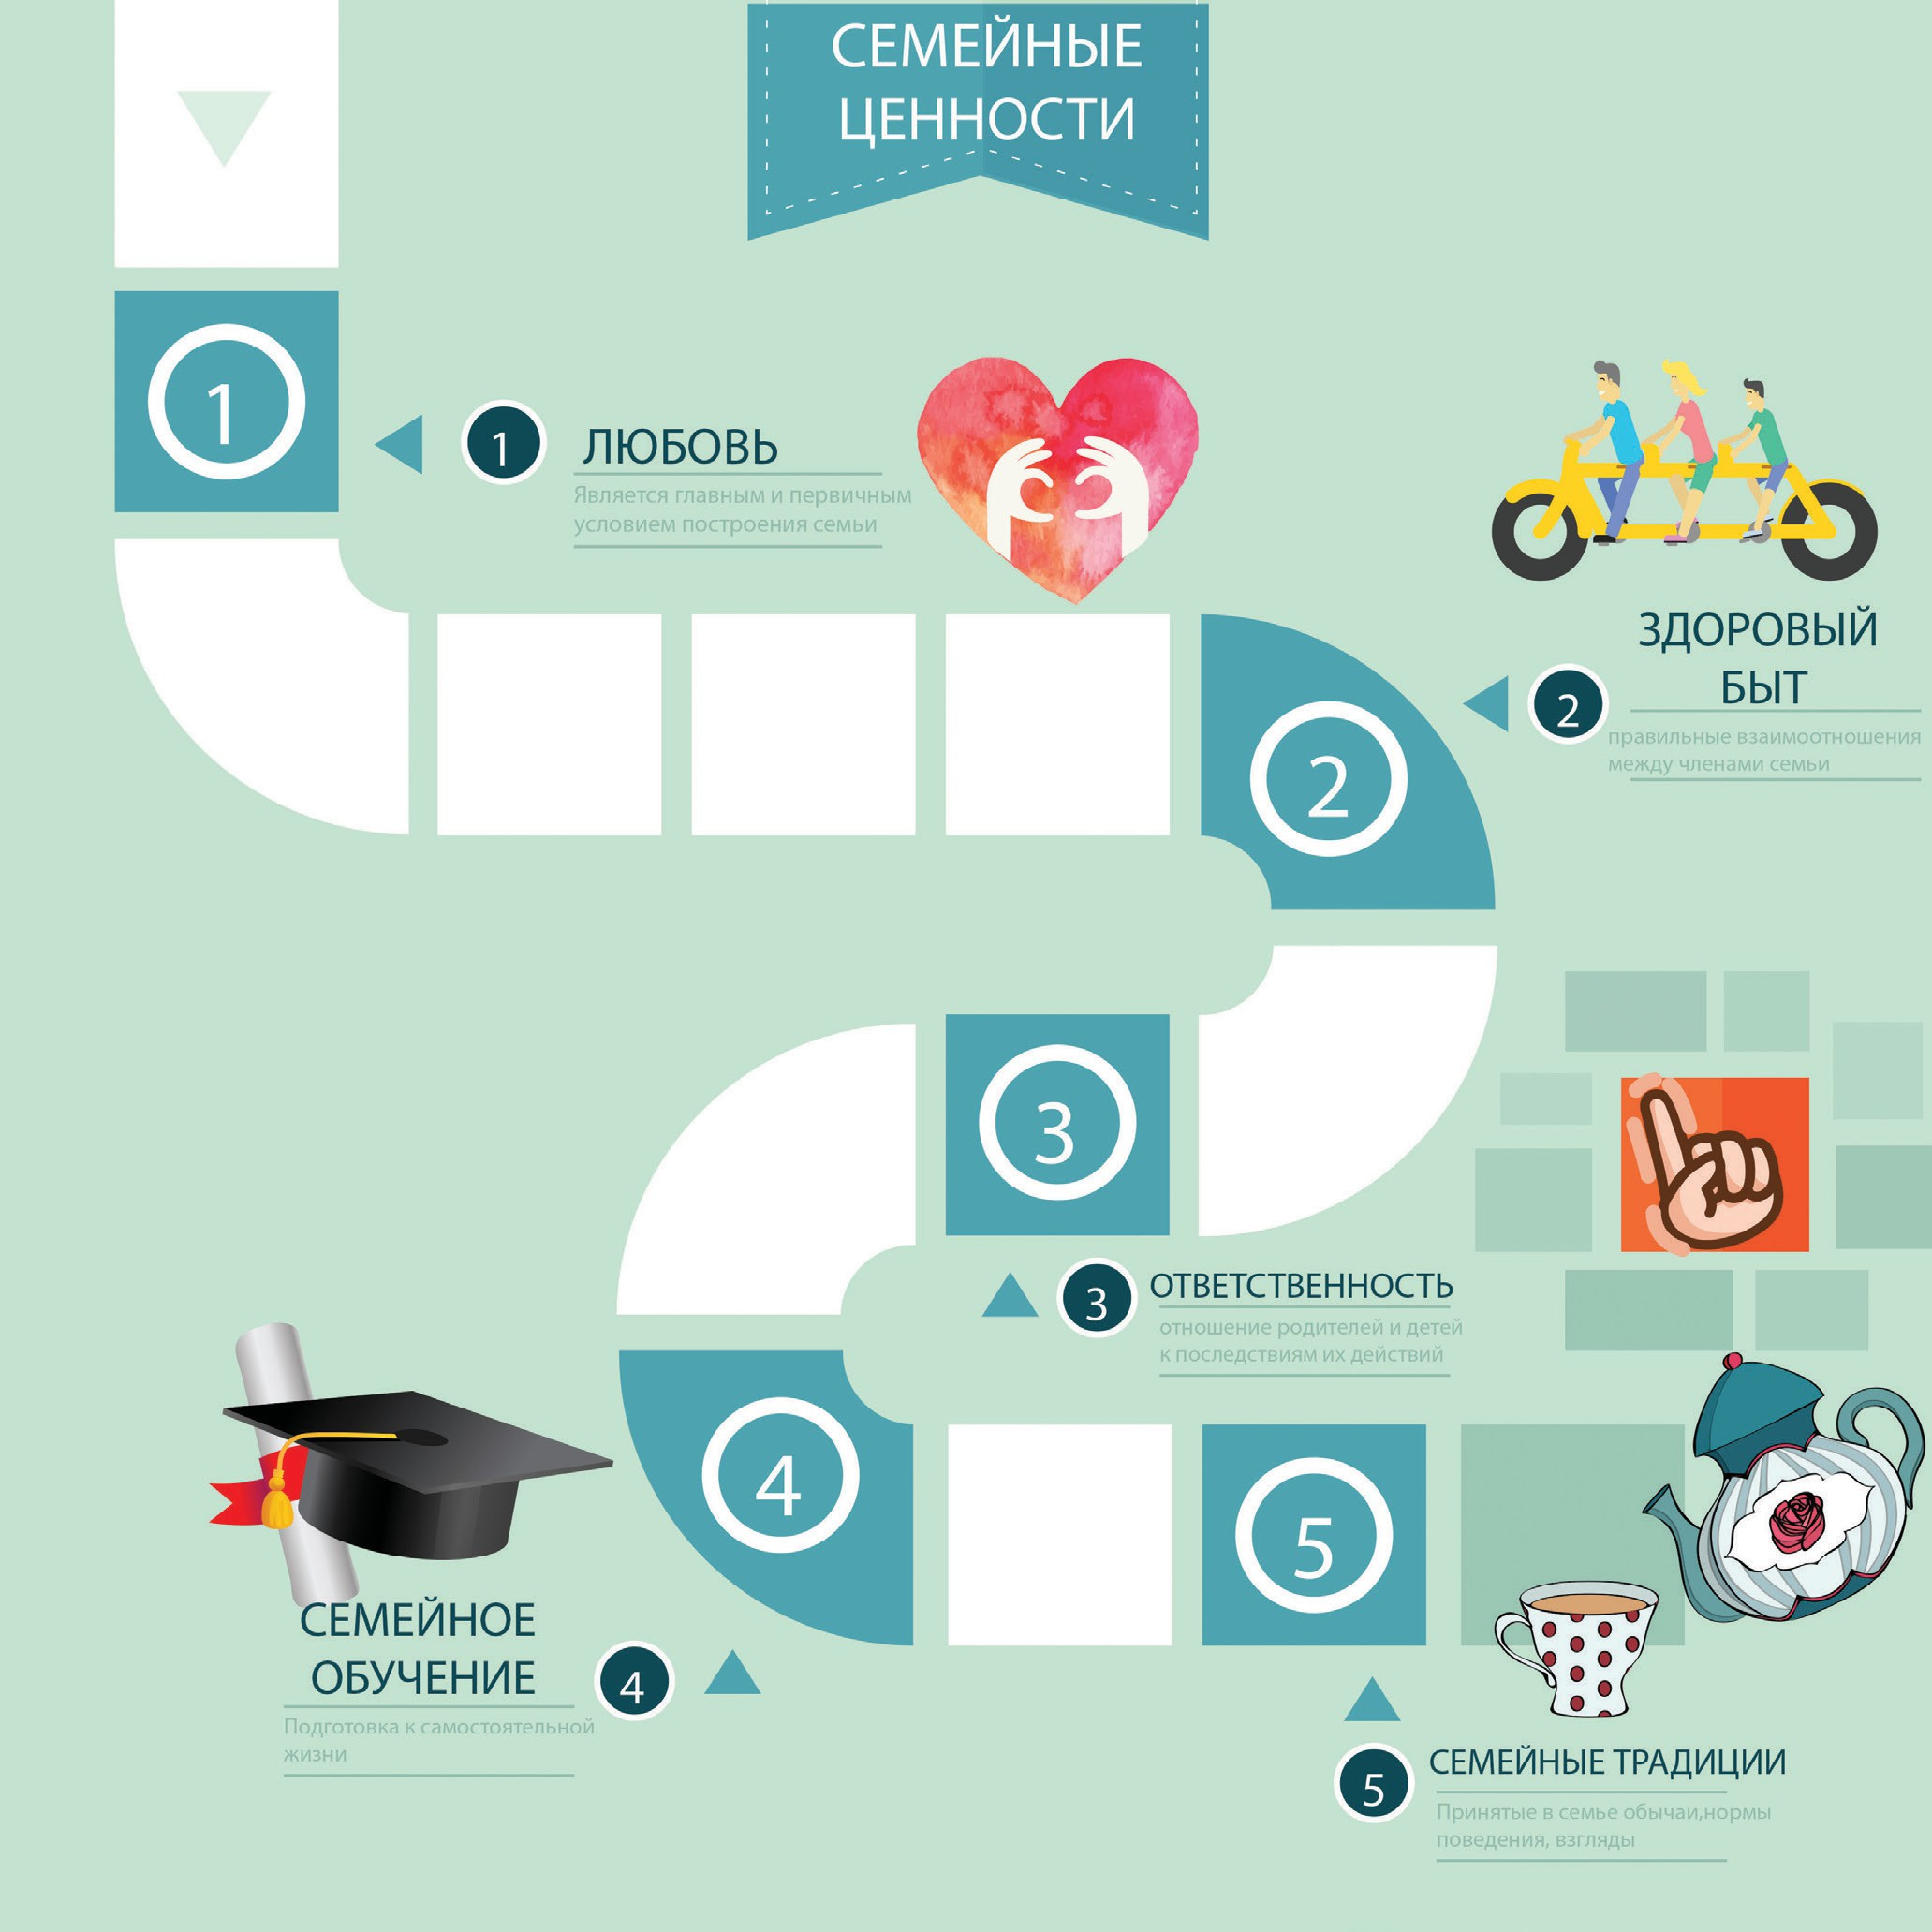 СЕМЕЙНЫЕ
ЦЕННОСТИ
1
1
ЛЮБОВЬ
Является главным и первичным
условием построения семьи
ЗДОРОВЫЙ
БЫТ
2
2
правильные взаимоотношения
между членами семьи
3
3
ОТВЕТСТВЕННОСТЬ
отношение родителей и детей
к последствиям их действий
4
5
СЕМЕЙНОЕ
ОБУЧЕНИЕ
4
Подготовка к самостоятельной
жизни
5
СЕМЕЙНЫЕ ТРАДИЦИИ
Принятые в семье обычаи,нормы
поведения, взгляды